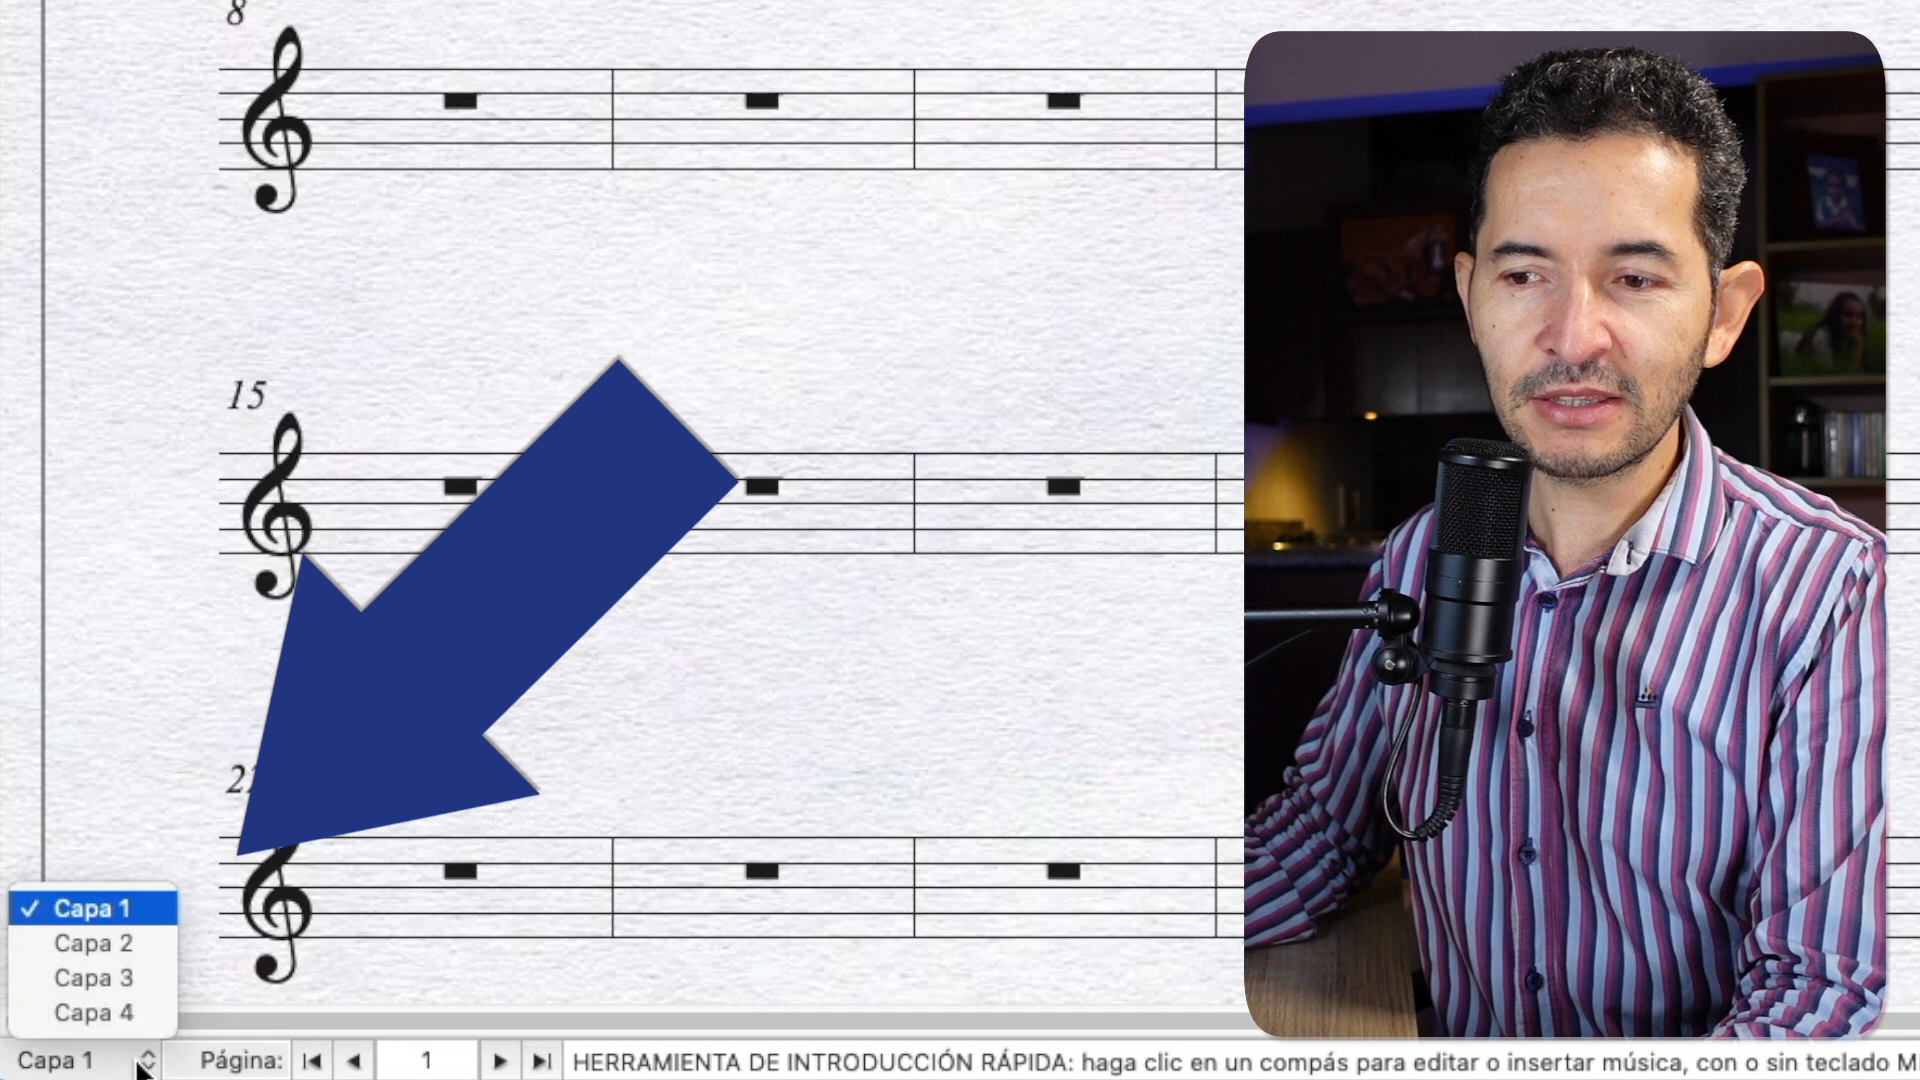 8
15
✓ Capa 1
Capa 2
Capa 3
Capa 4
Capa 1
Página:
1
HERRAMIENTA DE INTRODUCCIÓN RÁPIDA: haga clic en un compás para editar o insertar música, con o sin teclado